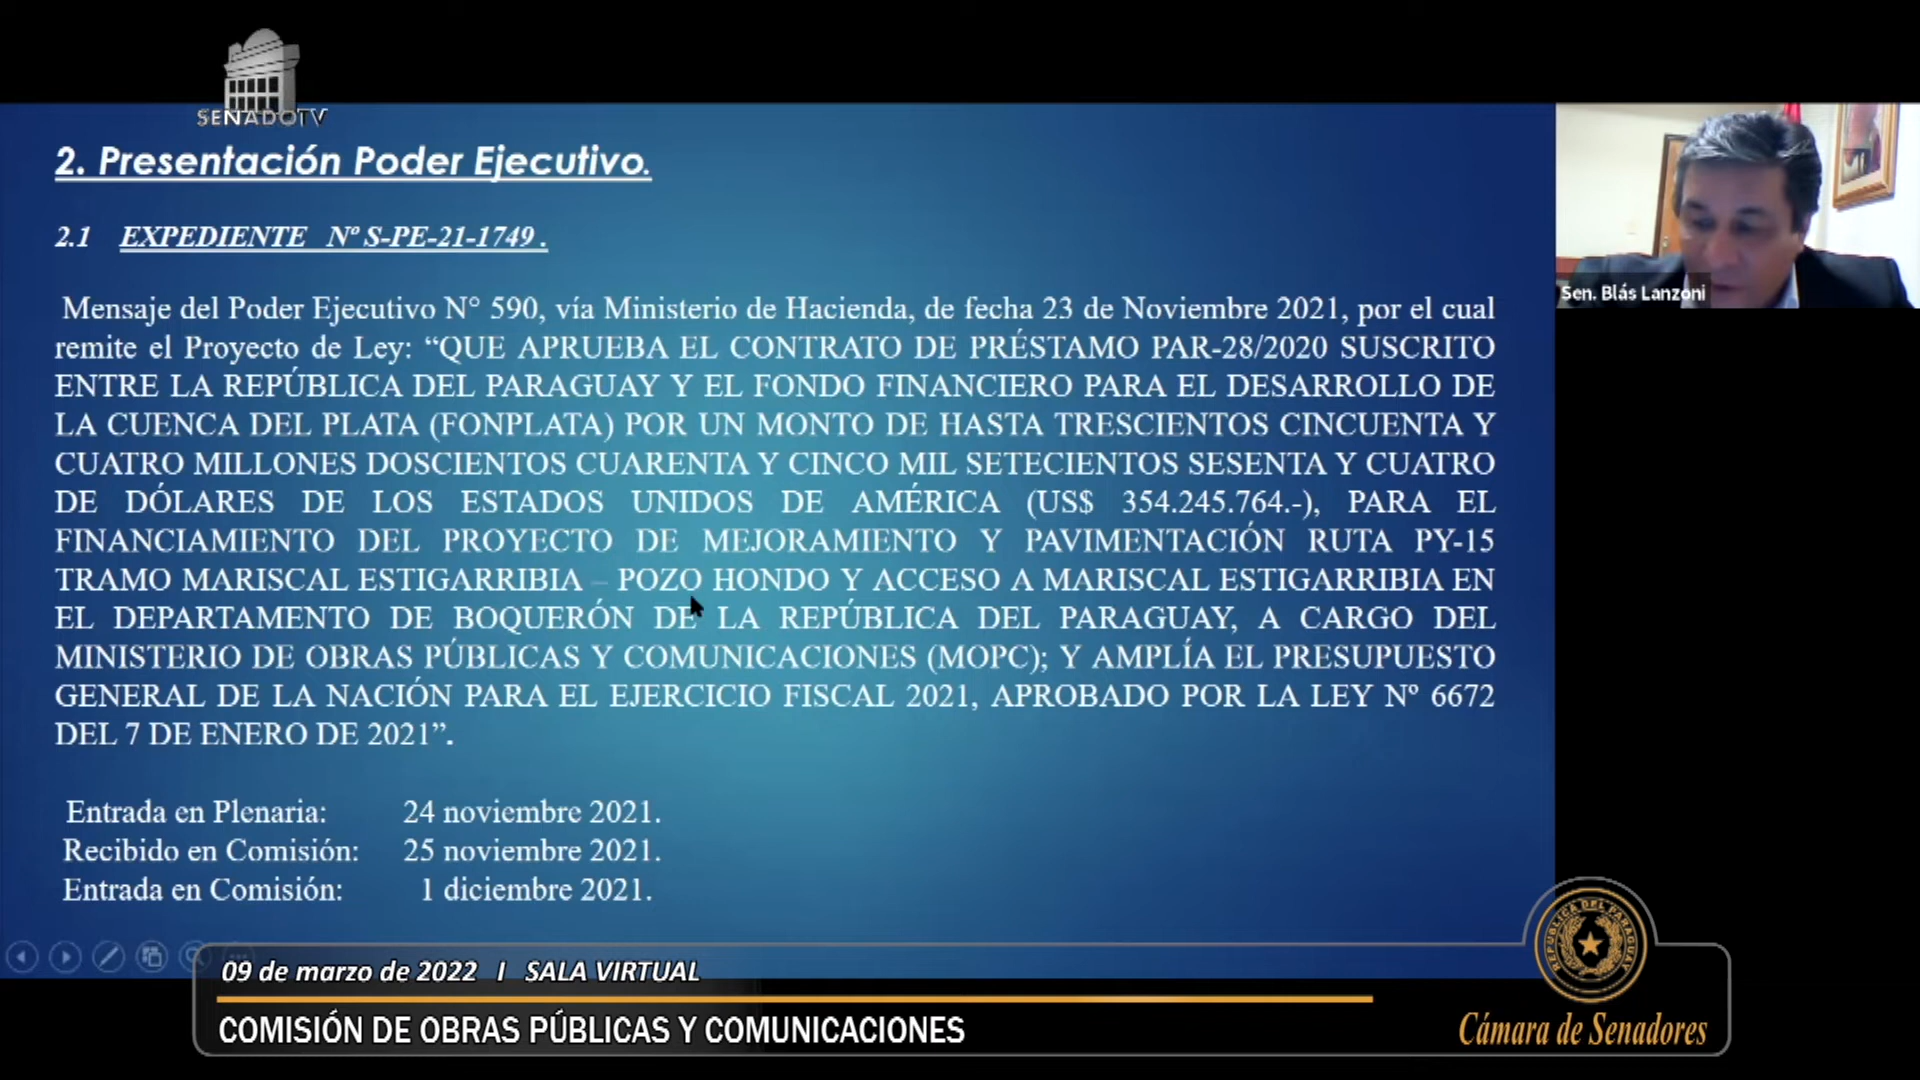 SENADOTV
2. Presentación Poder Ejecutivo.
2.1 EXPEDIENTE Nº S-PE-21-1749 .
Mensaje del Poder Ejecutivo N° 590, vía Ministerio de Hacienda, de fecha 23 de Noviembre 2021, por el cual
remite el Proyecto de Ley: “QUE APRUEBA EL CONTRATO DE PRÉSTAMO PAR-28/2020 SUSCRITO
ENTRE LA REPÚBLICA DEL PARAGUAY Y EL FONDO FINANCIERO PARA EL DESARROLLO DE
LA CUENCA DEL PLATA (FONPLATA) POR UN MONTO DE HASTA TRESCIENTOS CINCUENTA Y
CUATRO MILLONES DOSCIENTOS CUARENTA Y CINCO MIL SETECIENTOS SESENTA Y CUATRO
DE DÓLARES DE LOS ESTADOS UNIDOS DE AMÉRICA (US$ 354.245.764.-), PARA EL
FINANCIAMIENTO DEL PROYECTO DE MEJORAMIENTO Y PAVIMENTACIÓN RUTA PY-15
TRAMO MARISCAL ESTIGARRIBIA – POZO HONDO Y ACCESO A MARISCAL ESTIGARRIBIA EN
EL DEPARTAMENTO DE BOQUERÓN DE LA REPÚBLICA DEL PARAGUAY, A CARGO DEL
MINISTERIO DE OBRAS PÚBLICAS Y COMUNICACIONES (MOPC); Y AMPLÍA EL PRESUPUESTO
GENERAL DE LA NACIÓN PARA EL EJERCICIO FISCAL 2021, APROBADO POR LA LEY Nº 6672
DEL 7 DE ENERO DE 2021”.
Entrada en Plenaria: 24 noviembre 2021.
Recibido en Comisión: 25 noviembre 2021.
Entrada en Comisión: 1 diciembre 2021.
Sen. Blás Lanzoni
09 de marzo de 2022 I SALA VIRTUAL
COMISIÓN DE OBRAS PÚBLICAS Y COMUNICACIONES
REPUBLICA DEL PARAGUAY
Cámara de Senadores